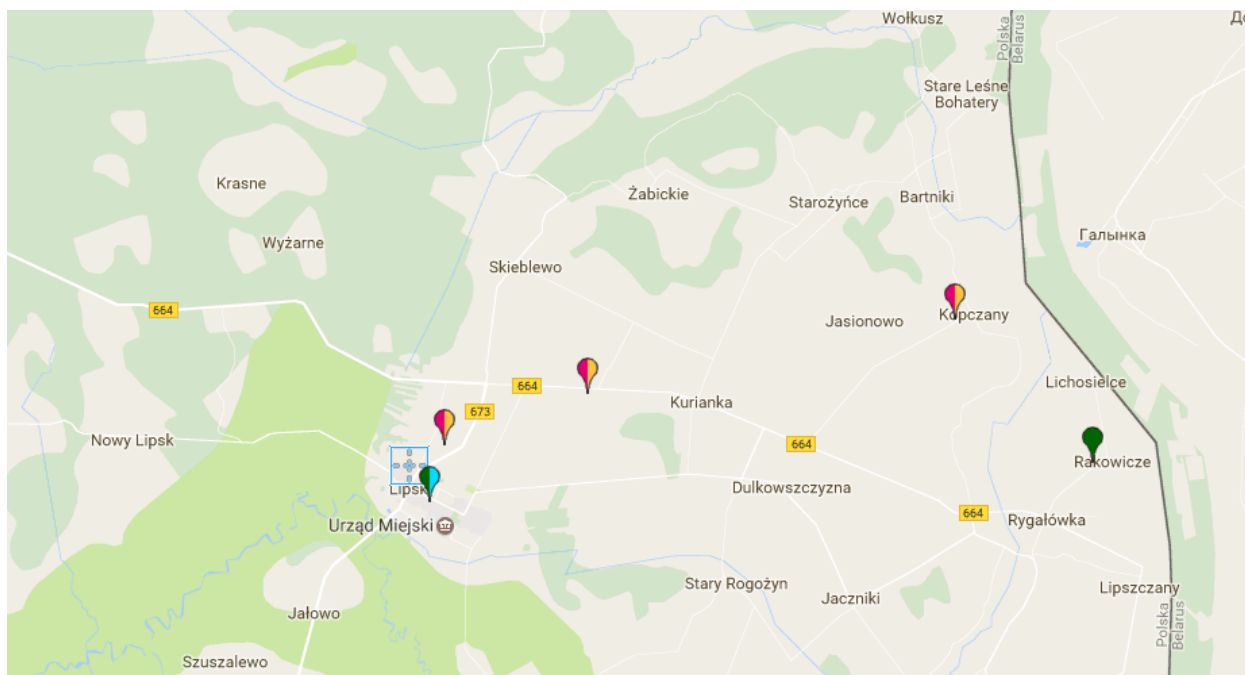 Wołkusz
Polska
Belarus
Stare Leśne
Bohatery
Krasne
Żabickie
Starożyńce
Bartniki
Wyżarne
Галынка
Skieblewo
664
Jasionowo
Kopczany
664
Lichosielce
Kurianka
673
Nowy Lipsk
664
Rakowicze
Lipsk
Dulkowszczyzna
664
Rygałówka
Urząd Miejski
Stary Rogożyn
Jaczniki
Lipszczany
Jałowo
Polska
Belarus
Szuszalewo